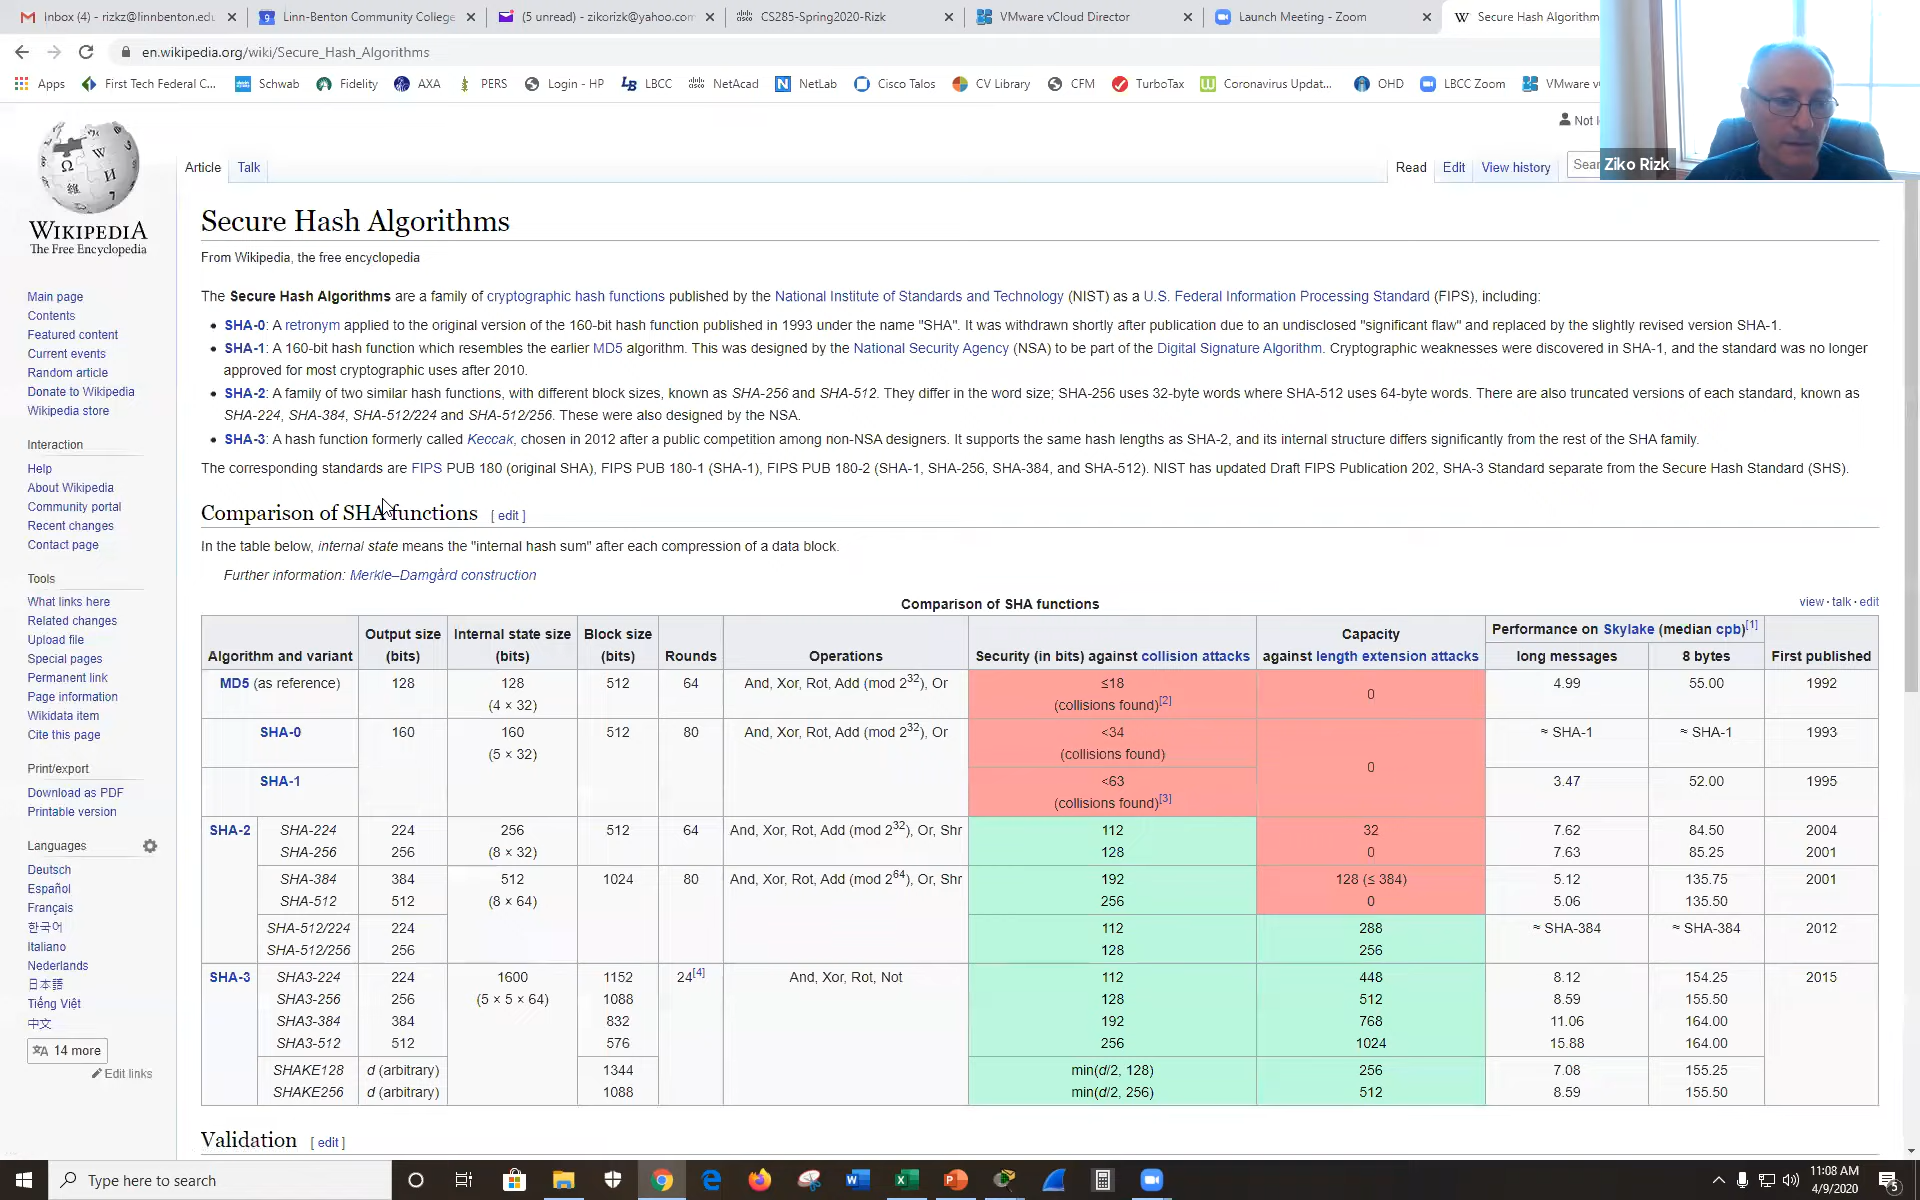 Inbox (4) - rizkz@linnbenton.edu
Linn-Benton Community College
(5 unread) - zikorizk@yahoo.com
CS285-Spring2020-Rizk
VMware vCloud Director
Launch Meeting - Zoom
Secure Hash Algorithm
en.wikipedia.org/wiki/Secure_Hash_Algorithms
Apps
First Tech Federal C...
Schwab
Fidelity
AXA
PERS
Login - HP
LBCC
NetAcad
NetLab
Cisco Talos
CV Library
CFM
TurboTax
Coronavirus Updat...
OHD
LBCC Zoom
VMware v
Not l
Ziko Rizk
WIKIPEDIA
The Free Encyclopedia
Article
Talk
Read
Edit
View history
Sear
Main page
Contents
Featured content
Current events
Random article
Donate to Wikipedia
Wikipedia store
Interaction
Help
About Wikipedia
Community portal
Recent changes
Contact page
Tools
What links here
Related changes
Upload file
Special pages
Permanent link
Page information
Wikidata item
Cite this page
Print/export
Download as PDF
Printable version
Languages
Deutsch
Español
Français
한국어
Italiano
Nederlands
日本語
Tiếng Việt
中文
14 more
Edit links
Secure Hash Algorithms
From Wikipedia, the free encyclopedia
The Secure Hash Algorithms are a family of cryptographic hash functions published by the National Institute of Standards and Technology (NIST) as a U.S. Federal Information Processing Standard (FIPS), including:
• SHA-0: A retronym applied to the original version of the 160-bit hash function published in 1993 under the name "SHA". It was withdrawn shortly after publication due to an undisclosed "significant flaw" and replaced by the slightly revised version SHA-1.
• SHA-1: A 160-bit hash function which resembles the earlier MD5 algorithm. This was designed by the National Security Agency (NSA) to be part of the Digital Signature Algorithm. Cryptographic weaknesses were discovered in SHA-1, and the standard was no longer
approved for most cryptographic uses after 2010.
• SHA-2: A family of two similar hash functions, with different block sizes, known as SHA-256 and SHA-512. They differ in the word size; SHA-256 uses 32-byte words where SHA-512 uses 64-byte words. There are also truncated versions of each standard, known as
SHA-224, SHA-384, SHA-512/224 and SHA-512/256. These were also designed by the NSA.
• SHA-3: A hash function formerly called Keccak, chosen in 2012 after a public competition among non-NSA designers. It supports the same hash lengths as SHA-2, and its internal structure differs significantly from the rest of the SHA family.
The corresponding standards are FIPS PUB 180 (original SHA), FIPS PUB 180-1 (SHA-1), FIPS PUB 180-2 (SHA-1, SHA-256, SHA-384, and SHA-512). NIST has updated Draft FIPS Publication 202, SHA-3 Standard separate from the Secure Hash Standard (SHS).
Comparison of SHA functions [ edit ]
In the table below, internal state means the "internal hash sum" after each compression of a data block.
Further information: Merkle–Damgård construction
Comparison of SHA functions
view · talk · edit
Algorithm and variant
Output size (bits)
Internal state size (bits)
Block size (bits)
Rounds
Operations
Security (in bits) against collision attacks
Capacity against length extension attacks
Performance on Skylake (median cpb)[1]
long messages
8 bytes
First published
MD5 (as reference) 128 128 (4 × 32) 512 64 And, Xor, Rot, Add (mod 2^32), Or ≤18 (collisions found)[2] 0 4.99 55.00 1992
SHA-0 160 160 (5 × 32) 512 80 And, Xor, Rot, Add (mod 2^32), Or <34 (collisions found) 0 ≈ SHA-1 ≈ SHA-1 1993
SHA-1 <63 (collisions found)[3] 3.47 52.00 1995
SHA-2 SHA-224 224 256 512 64 And, Xor, Rot, Add (mod 2^32), Or, Shr 112 32 7.62 84.50 2004
SHA-256 256 (8 × 32) 128 0 7.63 85.25 2001
SHA-384 384 512 1024 80 And, Xor, Rot, Add (mod 2^64), Or, Shr 192 128 (≤ 384) 5.12 135.75 2001
SHA-512 512 (8 × 64) 256 0 5.06 135.50
SHA-512/224 224 112 288 ≈ SHA-384 ≈ SHA-384 2012
SHA-512/256 256 128 256
SHA-3 SHA3-224 224 1600 1152 24[4] And, Xor, Rot, Not 112 448 8.12 154.25 2015
SHA3-256 256 (5 × 5 × 64) 1088 128 512 8.59 155.50
SHA3-384 384 832 192 768 11.06 164.00
SHA3-512 512 576 256 1024 15.88 164.00
SHAKE128 d (arbitrary) 1344 min(d/2, 128) 256 7.08 155.25
SHAKE256 d (arbitrary) 1088 min(d/2, 256) 512 8.59 155.50
Validation [ edit ]
Type here to search
11:08 AM
4/9/2020
5